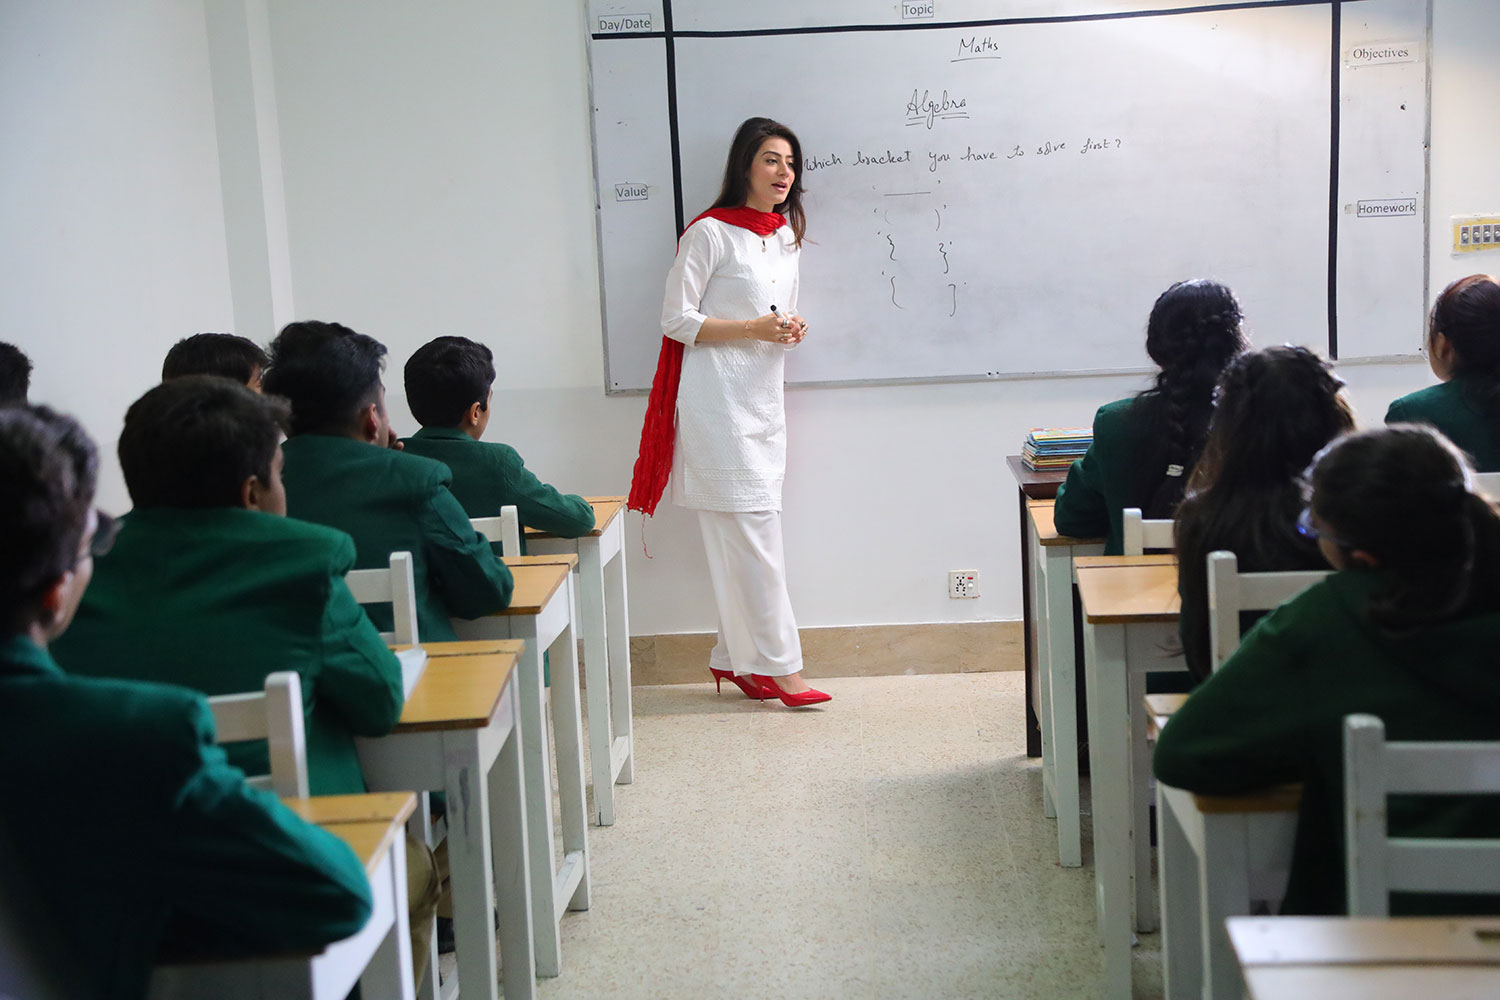 Day/Date
Topic
Maths
Objectives
Algebra
Which bracket you have to solve first?
Value
Homework
' ——— '
' ( ) '
' { } '
' [ ] '